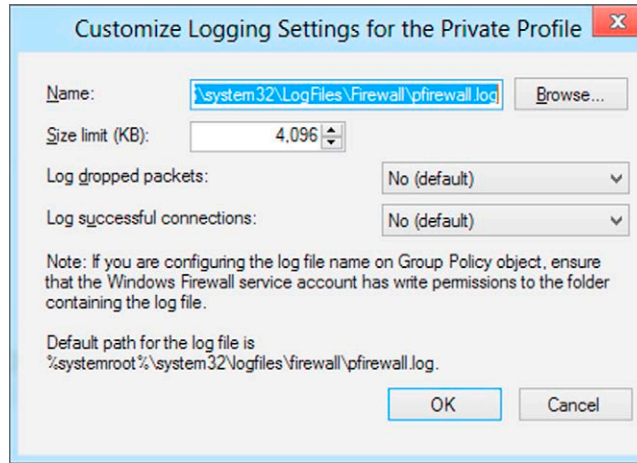 Customize Logging Settings for the Private Profile
x
Name:
\system32\LogFiles\Firewall\pfirewall.log
Browse...
Size limit (KB):
4,096
Log dropped packets:
No (default)
Log successful connections:
No (default)
Note: If you are configuring the log file name on Group Policy object, ensure
that the Windows Firewall service account has write permissions to the folder
containing the log file.
Default path for the log file is
%systemroot%\system32\logfiles\firewall\pfirewall.log.
OK
Cancel